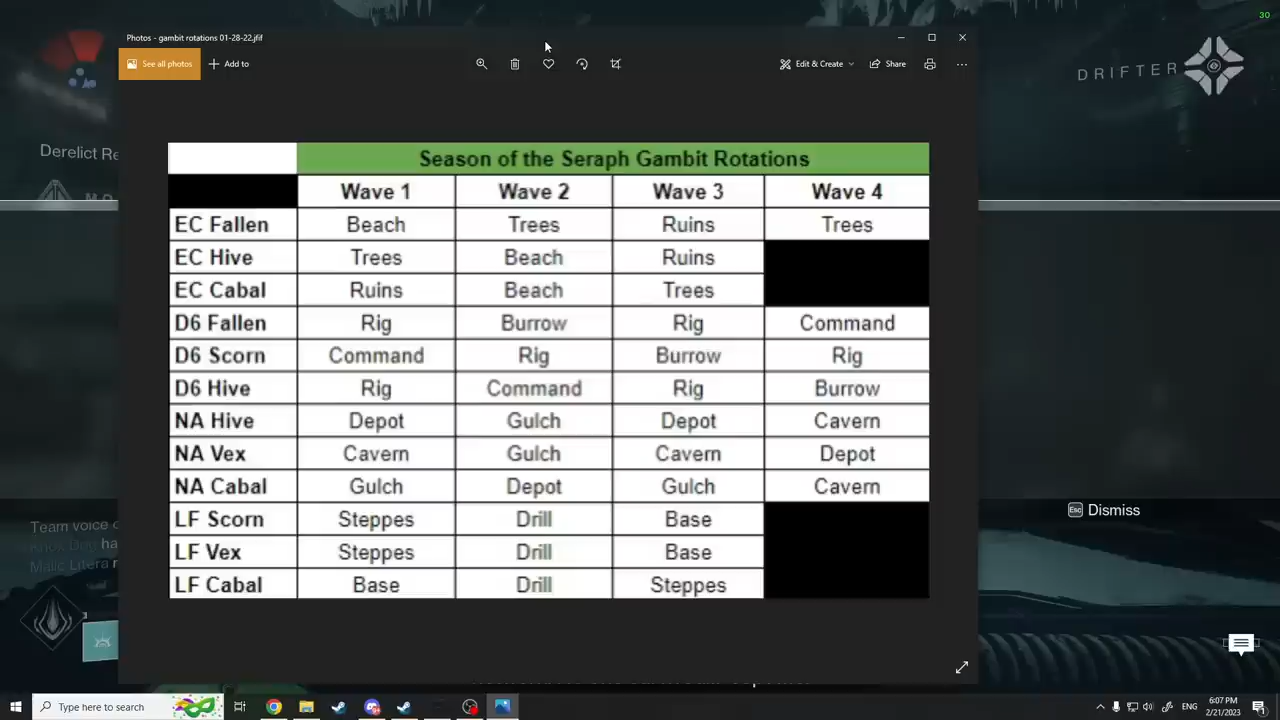 30
Photos - gambit rotations 01-28-22.jfif
See all photos
Add to
Edit & Create
Share
DRIFTER
Derelict Re
MO
Season of the Seraph Gambit Rotations
Wave 1 Wave 2 Wave 3 Wave 4
EC Fallen Beach Trees Ruins Trees
EC Hive Trees Beach Ruins
EC Cabal Ruins Beach Trees
D6 Fallen Rig Burrow Rig Command
D6 Scorn Command Rig Burrow Rig
D6 Hive Rig Command Rig Burrow
NA Hive Depot Gulch Depot Cavern
NA Vex Cavern Gulch Cavern Depot
NA Cabal Gulch Depot Gulch Cavern
LF Scorn Steppes Drill Base
LF Vex Steppes Drill Base
LF Cabal Base Drill Steppes
Esc Dismiss
Team voice
Type here to search
ENG
6:07 PM
2/21/2023